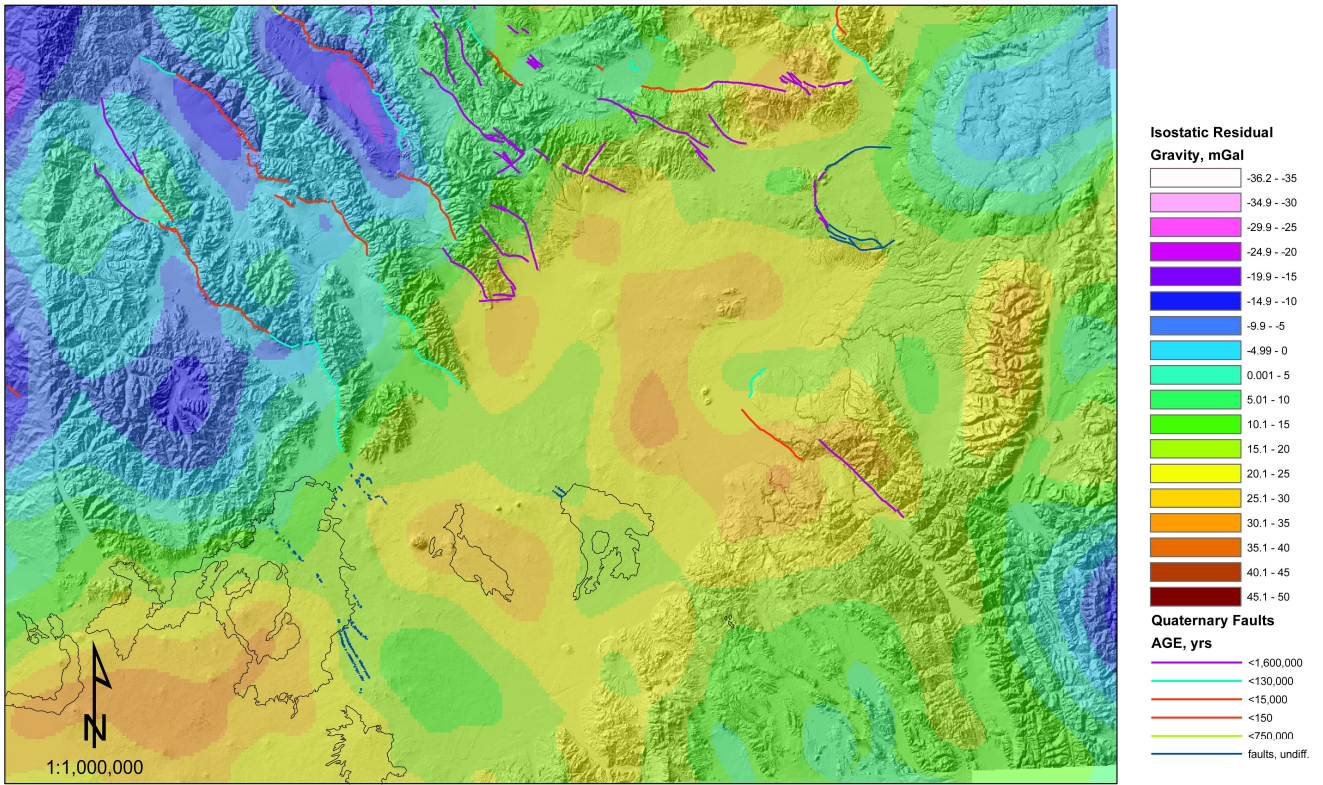 Isostatic Residual
Gravity, mGal
-36.2 - -35
-34.9 - -30
-29.9 - -25
-24.9 - -20
-19.9 - -15
-14.9 - -10
-9.9 - -5
-4.99 - 0
0.001 - 5
5.01 - 10
10.1 - 15
15.1 - 20
20.1 - 25
25.1 - 30
30.1 - 35
35.1 - 40
40.1 - 45
45.1 - 50
Quaternary Faults
AGE, yrs
<1,600,000
<130,000
<15,000
<150
<750,000
faults, undiff.
N
1:1,000,000